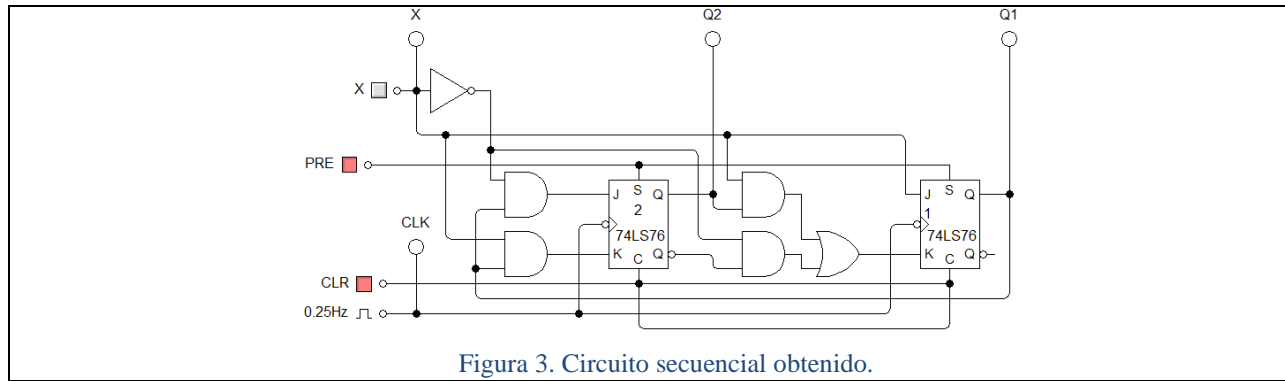 X Q2 Q1
X
PRE
J S Q J S Q
2 1
CLK
74LS76 74LS76
K C Q K C Q
CLR
0.25Hz
Figura 3. Circuito secuencial obtenido.